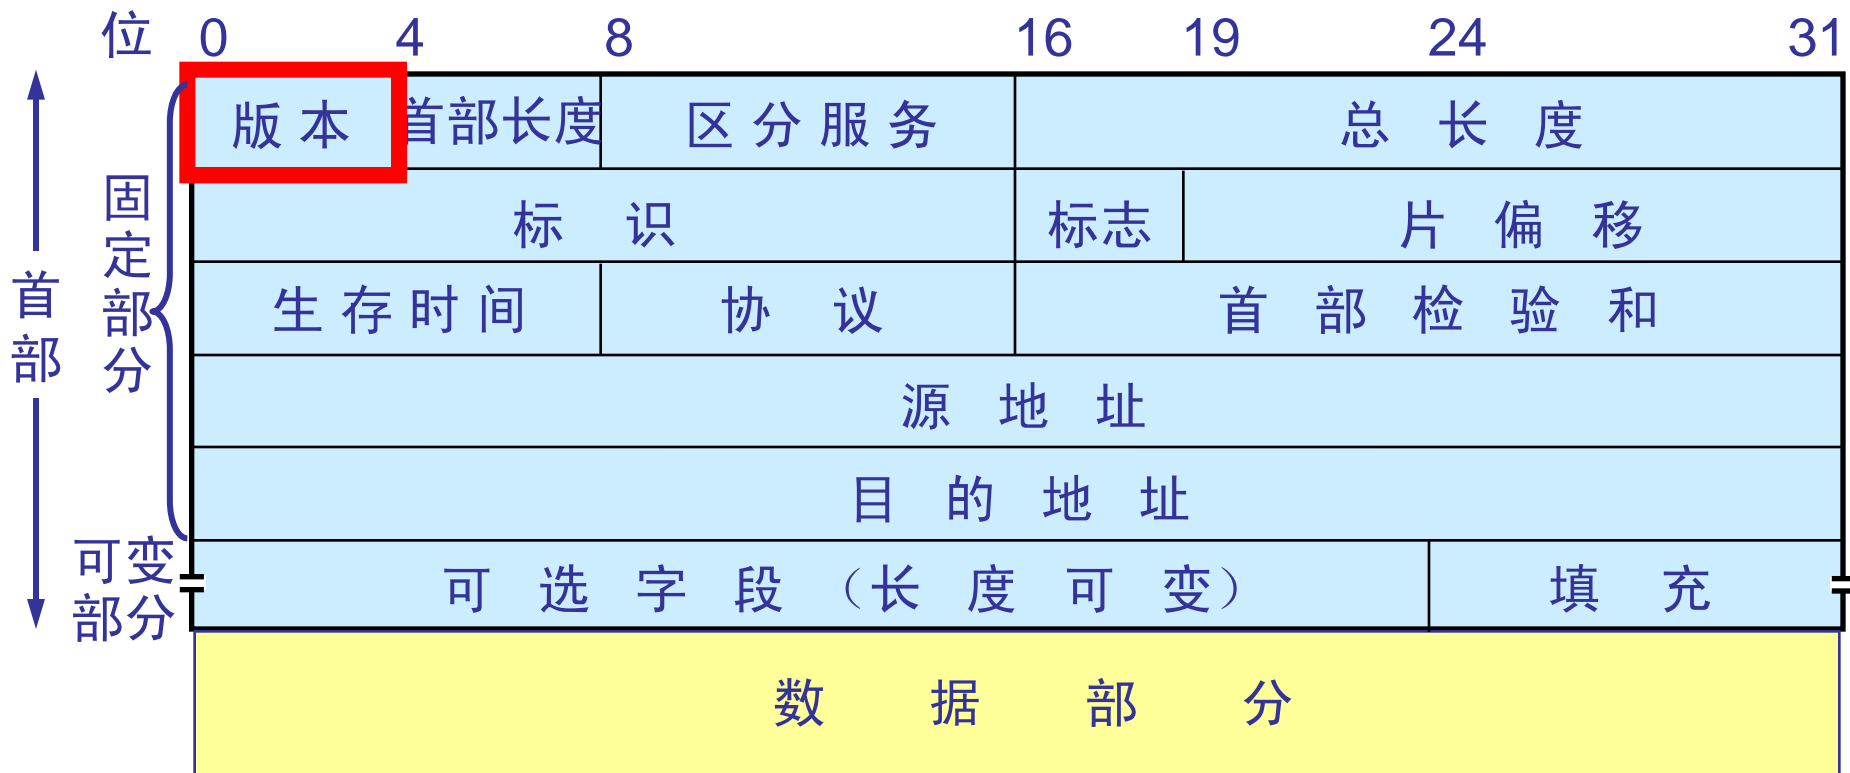 位 0 4 8 16 19 24 31
版本 首部长度 区分服务 总长度
标识 标志 片偏移
生存时间 协议 首部检验和
源地址
目的地址
可选字段（长度可变） 填充
数据部分
首部
固定部分
可变
部分